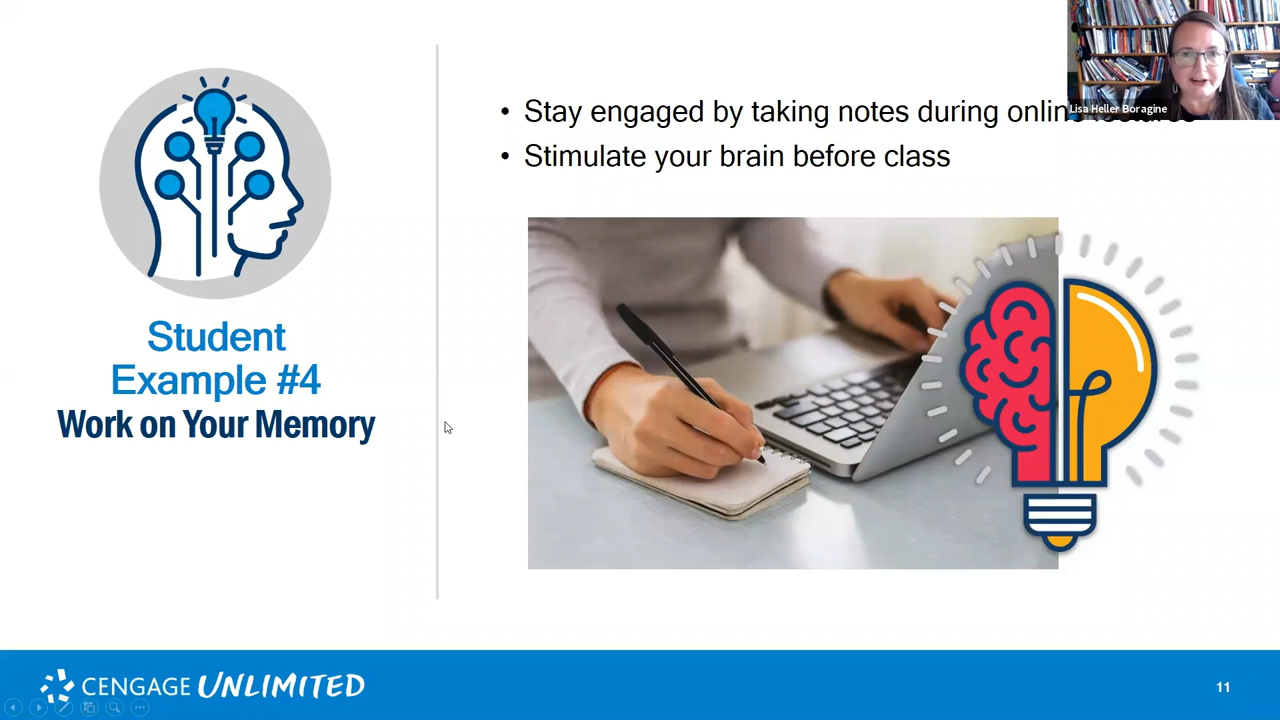 Student
Example #4
Work on Your Memory
• Stay engaged by taking notes during online lectures
• Stimulate your brain before class
Lisa Heller Boragine
CENGAGE UNLIMITED
11